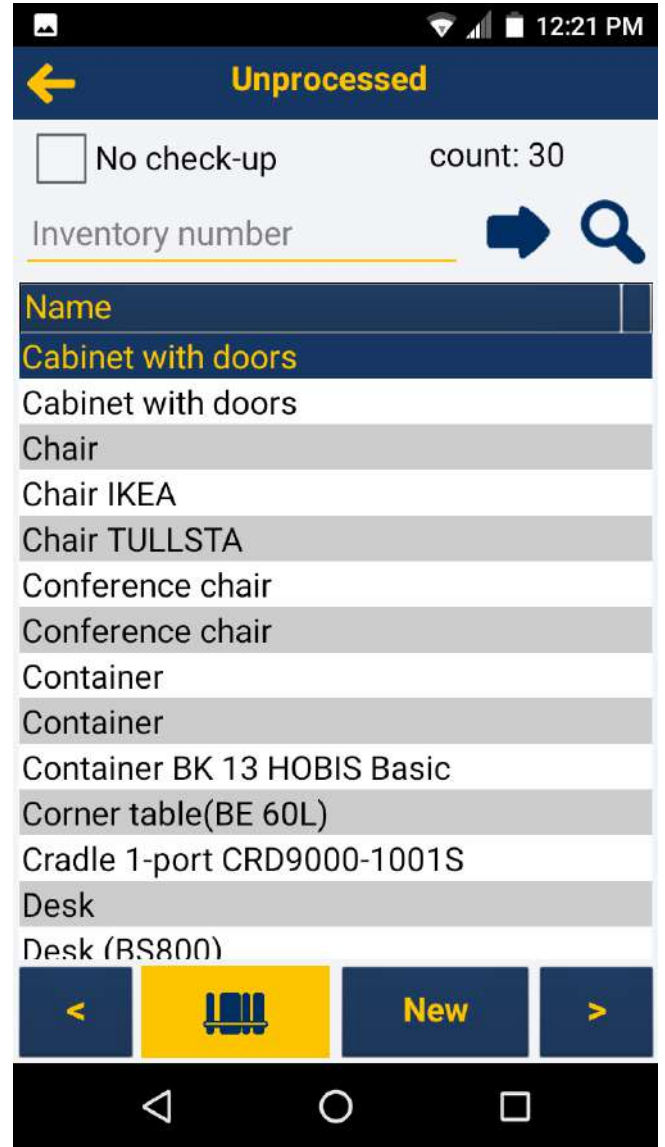 12:21 PM
Unprocessed
No check-up count: 30
Inventory number
Name
Cabinet with doors
Cabinet with doors
Chair
Chair IKEA
Chair TULLSTA
Conference chair
Conference chair
Container
Container
Container BK 13 HOBIS Basic
Corner table(BE 60L)
Cradle 1-port CRD9000-1001S
Desk
Desk (BS800)
< New >